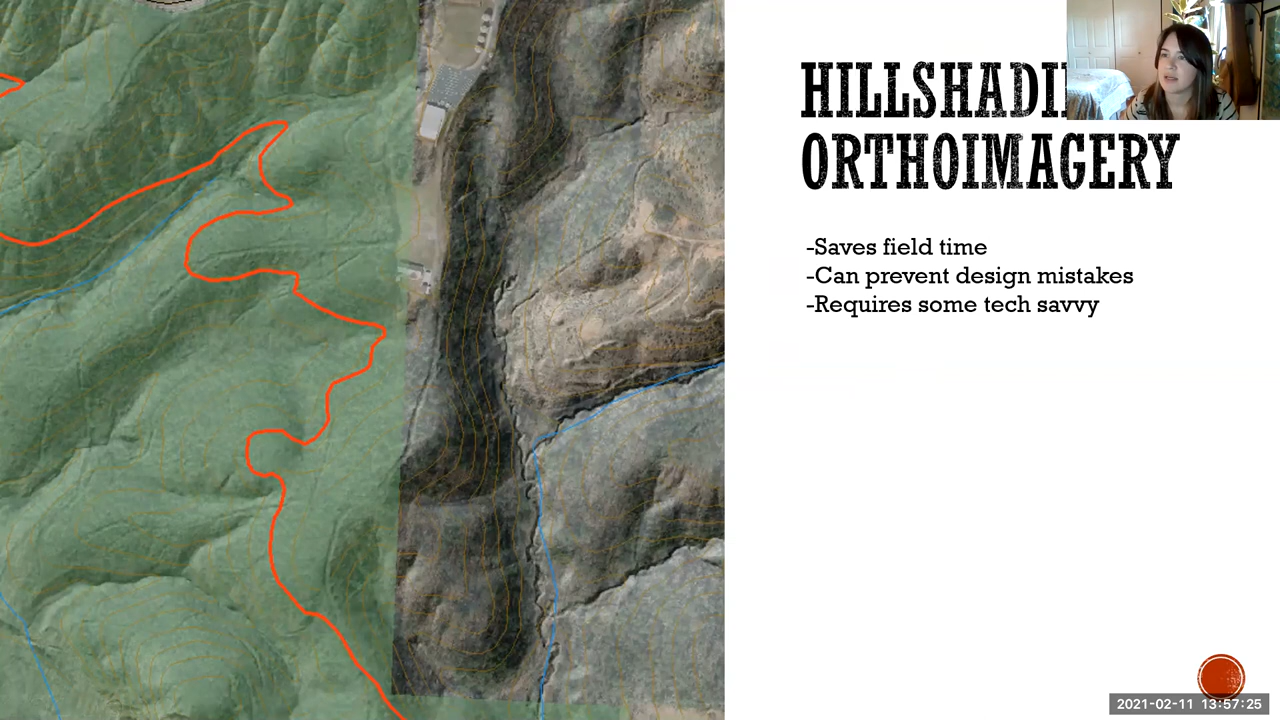 ORTHOIMAGERY
-Saves field time
-Can prevent design mistakes
-Requires some tech savvy
2021-02-11 13:57:25